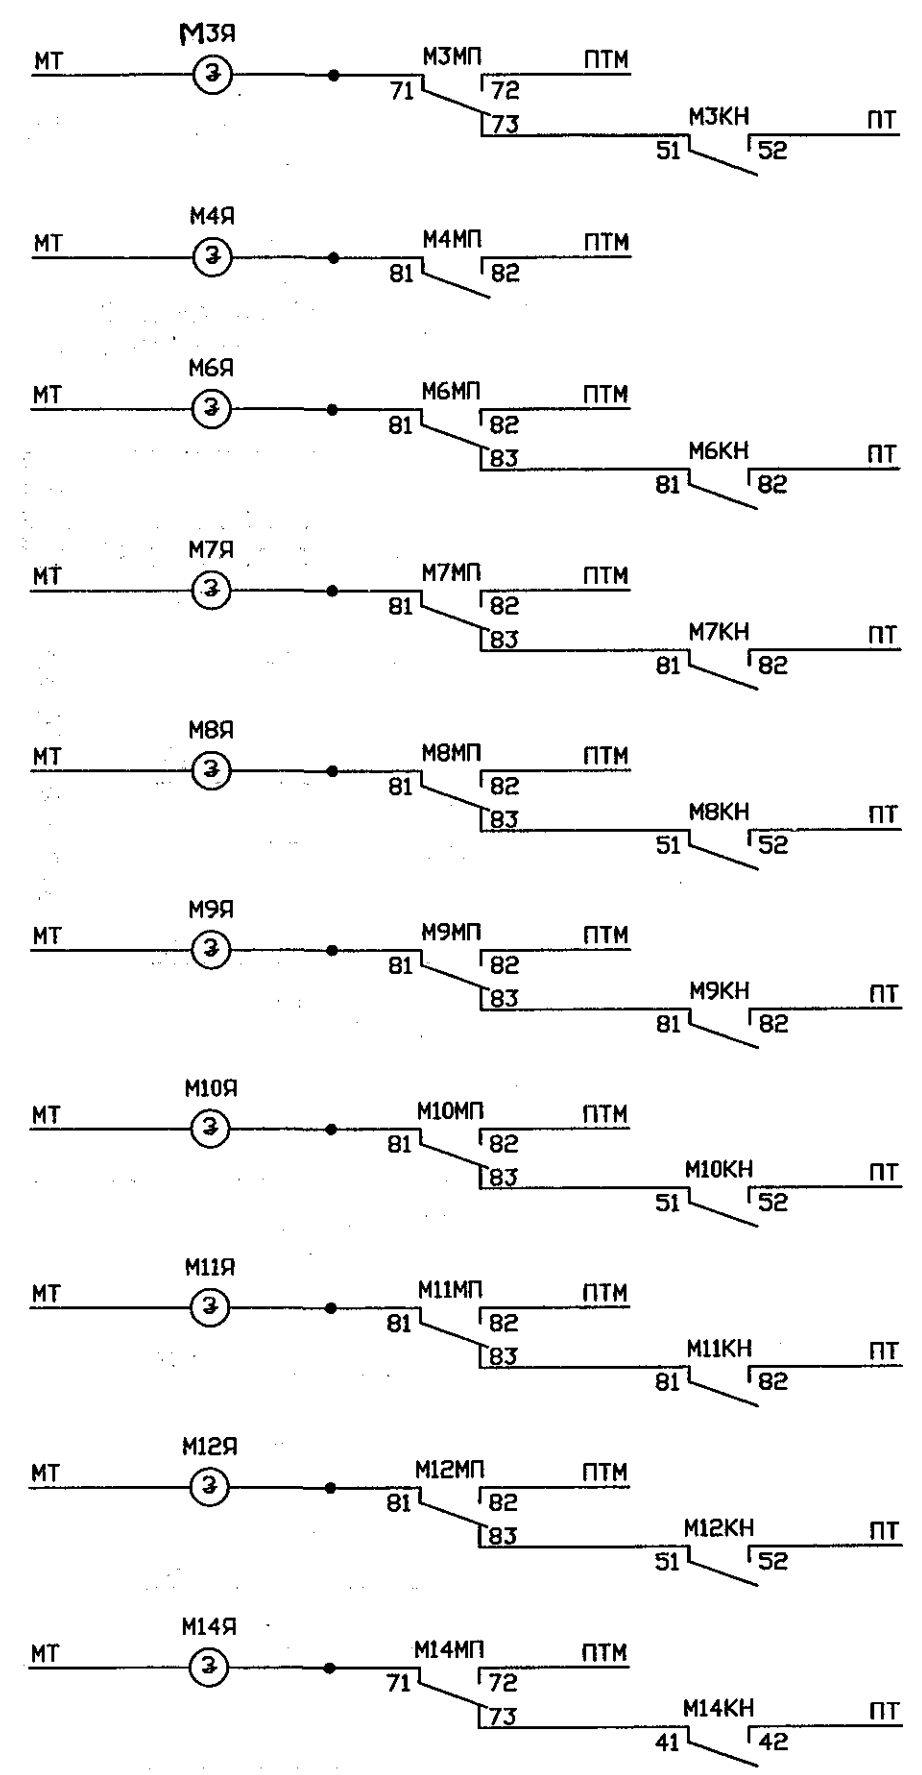 М3Я
МТ З М3МП ПТМ
71 72
73 М3КН ПТ
51 52
М4Я
МТ З М4МП ПТМ
81 82
М6Я
МТ З М6МП ПТМ
81 82
83 М6КН ПТ
81 82
М7Я
МТ З М7МП ПТМ
81 82
83 М7КН ПТ
81 82
М8Я
МТ З М8МП ПТМ
81 82
83 М8КН ПТ
51 52
М9Я
МТ З М9МП ПТМ
81 82
83 М9КН ПТ
81 82
М10Я
МТ З М10МП ПТМ
81 82
83 М10КН ПТ
51 52
М11Я
МТ З М11МП ПТМ
81 82
83 М11КН ПТ
81 82
М12Я
МТ З М12МП ПТМ
81 82
83 М12КН ПТ
51 52
М14Я
МТ З М14МП ПТМ
71 72
73 М14КН ПТ
41 42